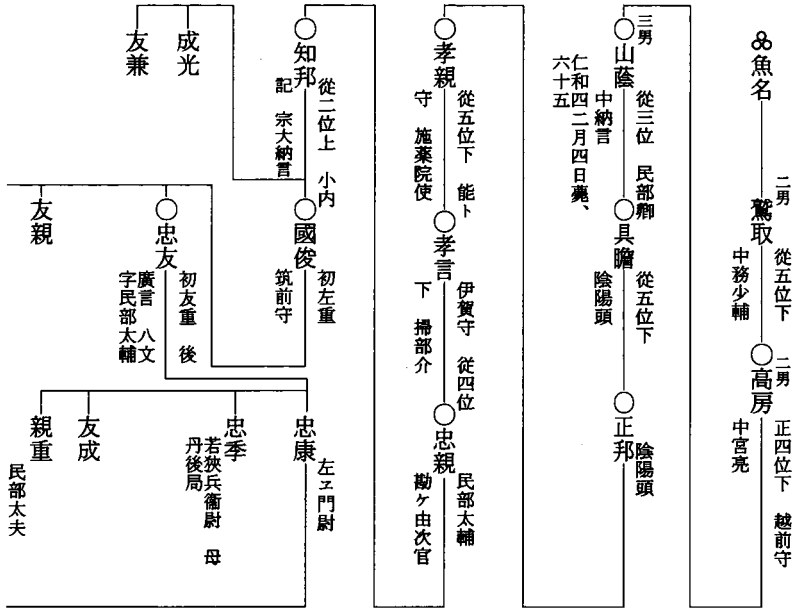 魚名
二男
鷲取
從五位下
中務少輔
二男
高房
正四位下 越前守
中宮亮
三男
山蔭
從三位 民部卿
中納言
仁和四二月四日薨、
六十五
具瞻
從五位下
陰陽頭
正邦
陰陽頭
孝親
從五位下 能ト
守 施薬院使
孝言
伊賀守 從四位
下 掃部介
忠親
民部太輔
勘ケ由次官
知邦
從二位上 小内
記 宗大納言
國俊
初左重
筑前守
成光
友兼
忠友
初友重 後
廣言 八文
字民部太輔
友親
忠康
左ヱ門尉
忠季
若狹兵衞尉 母
丹後局
友成
親重
民部太夫